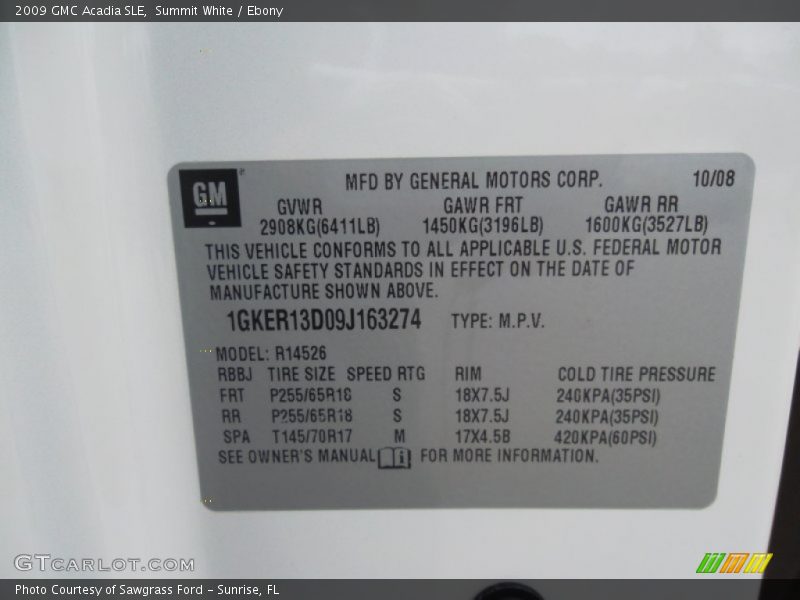 2009 GMC Acadia SLE,  Summit White / Ebony
GM
MFD BY GENERAL MOTORS CORP. 10/08
GVWR GAWR FRT GAWR RR
2908KG(6411LB) 1450KG(3196LB) 1600KG(3527LB)
THIS VEHICLE CONFORMS TO ALL APPLICABLE U.S. FEDERAL MOTOR
VEHICLE SAFETY STANDARDS IN EFFECT ON THE DATE OF
MANUFACTURE SHOWN ABOVE.
1GKER13D09J163274 TYPE: M.P.V.
MODEL: R14526
RBBJ TIRE SIZE SPEED RTG RIM COLD TIRE PRESSURE
FRT P255/65R18 S 18X7.5J 240KPA(35PSI)
RR P255/65R18 S 18X7.5J 240KPA(35PSI)
SPA T145/70R17 M 17X4.5B 420KPA(60PSI)
SEE OWNER'S MANUAL FOR MORE INFORMATION.
GTCARLOT.COM
Photo Courtesy of Sawgrass Ford - Sunrise, FL